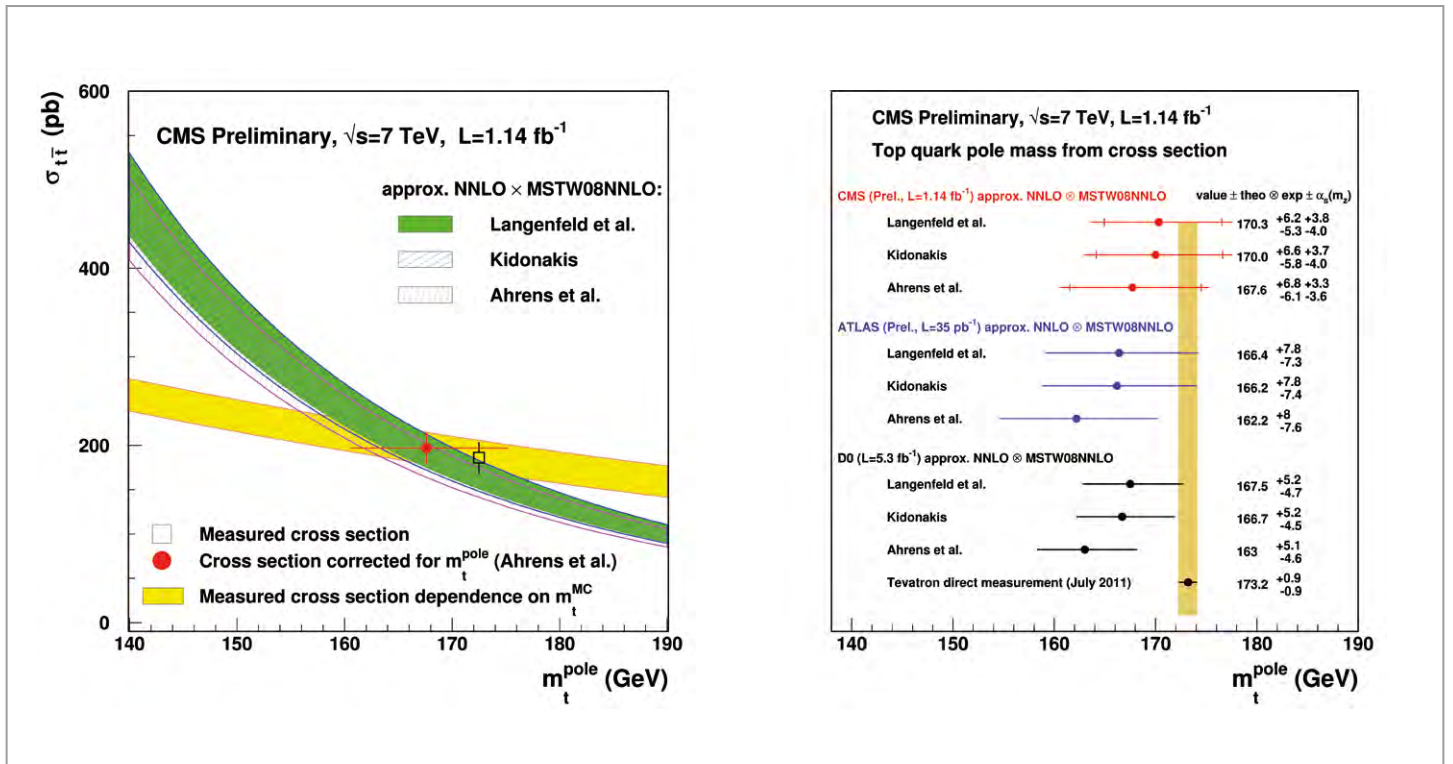 600
400
200
0
σ_{t t̄} (pb)
CMS Preliminary, √s=7 TeV, L=1.14 fb⁻¹
approx. NNLO × MSTW08NNLO:
Langenfeld et al.
Kidonakis
Ahrens et al.
Measured cross section
Cross section corrected for m_t^pole (Ahrens et al.)
Measured cross section dependence on m_t^MC
140 150 160 170 180 190
m_t^pole (GeV)
CMS Preliminary, √s=7 TeV, L=1.14 fb⁻¹
Top quark pole mass from cross section
CMS (Prel., L=1.14 fb⁻¹) approx. NNLO ⊗ MSTW08NNLO value ± theo ⊗ exp ± α_s(m_z)
Langenfeld et al. 170.3 +6.2 +3.8 -5.3 -4.0
Kidonakis 170.0 +6.6 +3.7 -5.8 -4.0
Ahrens et al. 167.6 +6.8 +3.3 -6.1 -3.6
ATLAS (Prel., L=35 pb⁻¹) approx. NNLO ⊗ MSTW08NNLO
Langenfeld et al. 166.4 +7.8 -7.3
Kidonakis 166.2 +7.8 -7.4
Ahrens et al. 162.2 +8 -7.6
D0 (L=5.3 fb⁻¹) approx. NNLO ⊗ MSTW08NNLO
Langenfeld et al. 167.5 +5.2 -4.7
Kidonakis 166.7 +5.2 -4.5
Ahrens et al. 163 +5.1 -4.6
Tevatron direct measurement (July 2011) 173.2 +0.9 -0.9
140 150 160 170 180 190
m_t^pole (GeV)